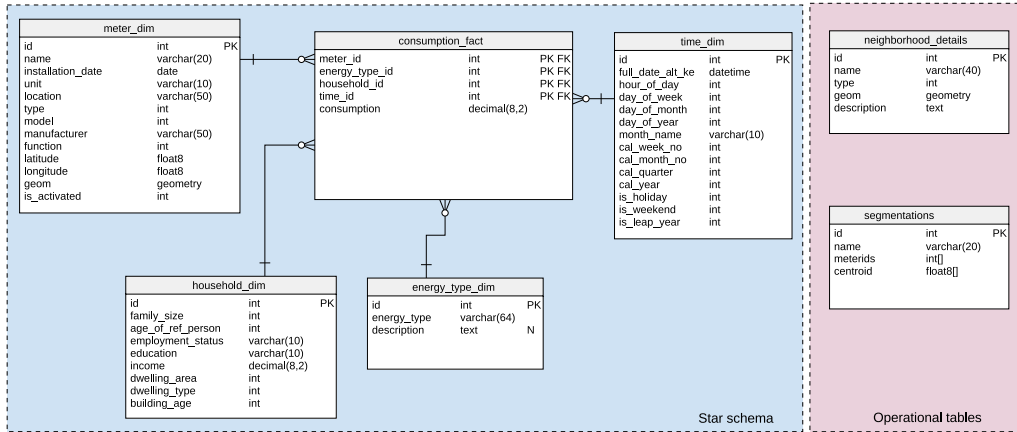 meter_dim
id int PK
name varchar(20)
installation_date date
unit varchar(10)
location varchar(50)
type int
model int
manufacturer varchar(50)
function int
latitude float8
longitude float8
geom geometry
is_activated int
consumption_fact
meter_id int PK FK
energy_type_id int PK FK
household_id int PK FK
time_id int PK FK
consumption decimal(8,2)
time_dim
id int PK
full_date_alt_ke datetime
hour_of_day int
day_of_week int
day_of_month int
day_of_year int
month_name varchar(10)
cal_week_no int
cal_month_no int
cal_quarter int
cal_year int
is_holiday int
is_weekend int
is_leap_year int
household_dim
id int PK
family_size int
age_of_ref_person int
employment_status varchar(10)
education varchar(10)
income decimal(8,2)
dwelling_area int
dwelling_type int
building_age int
energy_type_dim
id int PK
energy_type varchar(64)
description text N
Star schema
neighborhood_details
id int PK
name varchar(40)
type int
geom geometry
description text
segmentations
id int PK
name varchar(20)
meterids int[]
centroid float8[]
Operational tables